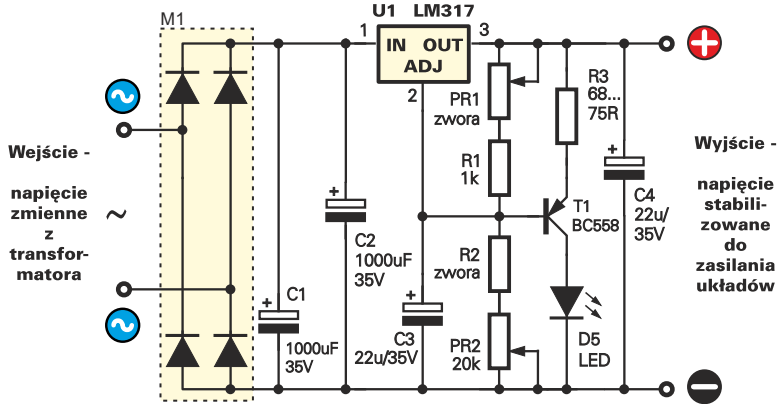 M1
U1 LM317
1
IN OUT
ADJ
3
2
+
−
~
~
~
Wejście -
napięcie
zmienne
z
transfor-
matora
PR1
zwora
R1
1k
R3
68...
75R
T1
BC558
+
C4
22u/
35V
+
C2
1000uF
35V
+
C1
1000uF
35V
+
C3
22u/35V
R2
zwora
PR2
20k
D5
LED
Wyjście -
napięcie
stabili-
zowane
do
zasilania
układów